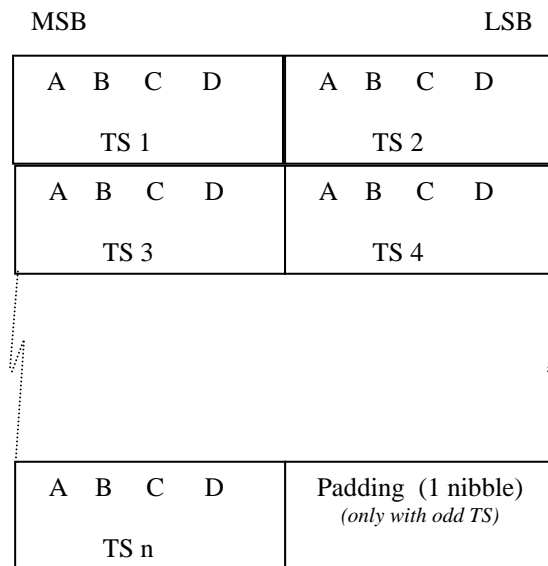 MSB LSB
A B C D A B C D
TS 1 TS 2
A B C D A B C D
TS 3 TS 4
A B C D Padding (1 nibble)
(only with odd TS)
TS n